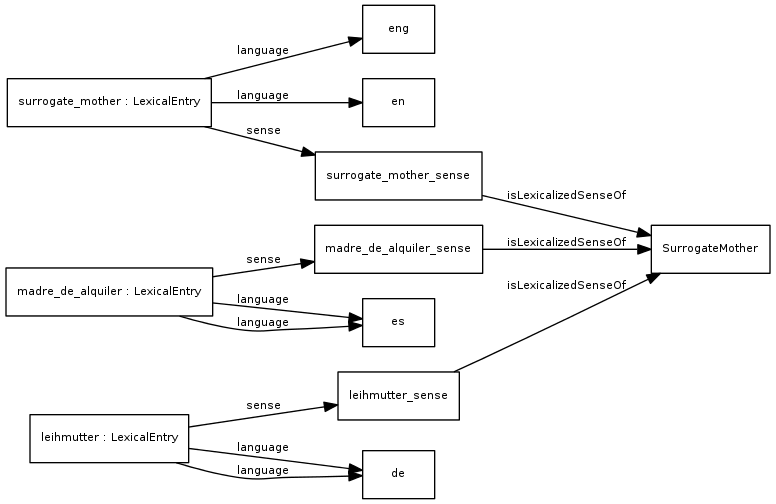 eng
language
surrogate_mother : LexicalEntry
language
en
sense
surrogate_mother_sense
isLexicalizedSenseOf
madre_de_alquiler_sense
isLexicalizedSenseOf
SurrogateMother
sense
madre_de_alquiler : LexicalEntry
isLexicalizedSenseOf
language
language
es
leihmutter_sense
sense
leihmutter : LexicalEntry
language
language
de